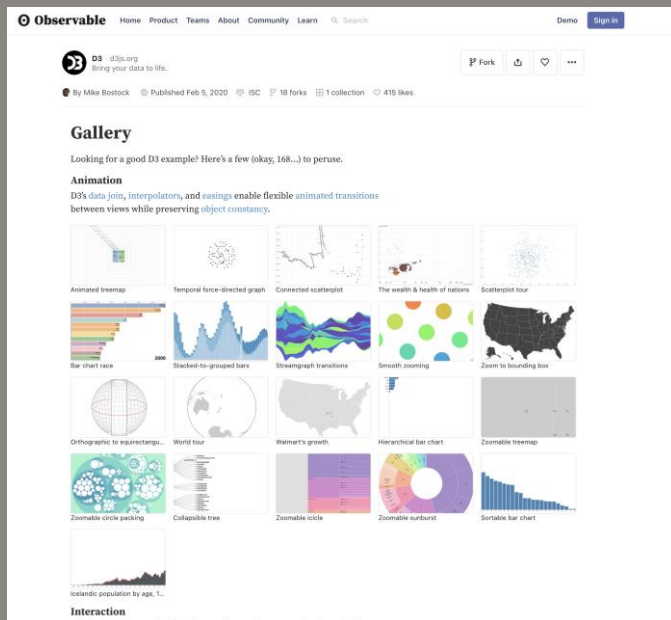 Observable
Home Product Teams About Community Learn Search Demo Sign in
D3 · d3js.org
Bring your data to life.
Fork
By Mike Bostock Published Feb 5, 2020 ISC 18 forks 1 collection 415 likes
Gallery
Looking for a good D3 example? Here's a few (okay, 168…) to peruse.
Animation
D3's data join, interpolators, and easings enable flexible animated transitions
between views while preserving object constancy.
Animated treemap Temporal force-directed graph Connected scatterplot The wealth & health of nations Scatterplot tour
2000
Bar chart race Stacked-to-grouped bars Streamgraph transitions Smooth zooming Zoom to bounding box
Orthographic to equirectangu... World tour Walmart's growth Hierarchical bar chart Zoomable treemap
Zoomable circle packing Collapsible tree Zoomable icicle Zoomable sunburst Sortable bar chart
Icelandic population by age, 1...
Interaction